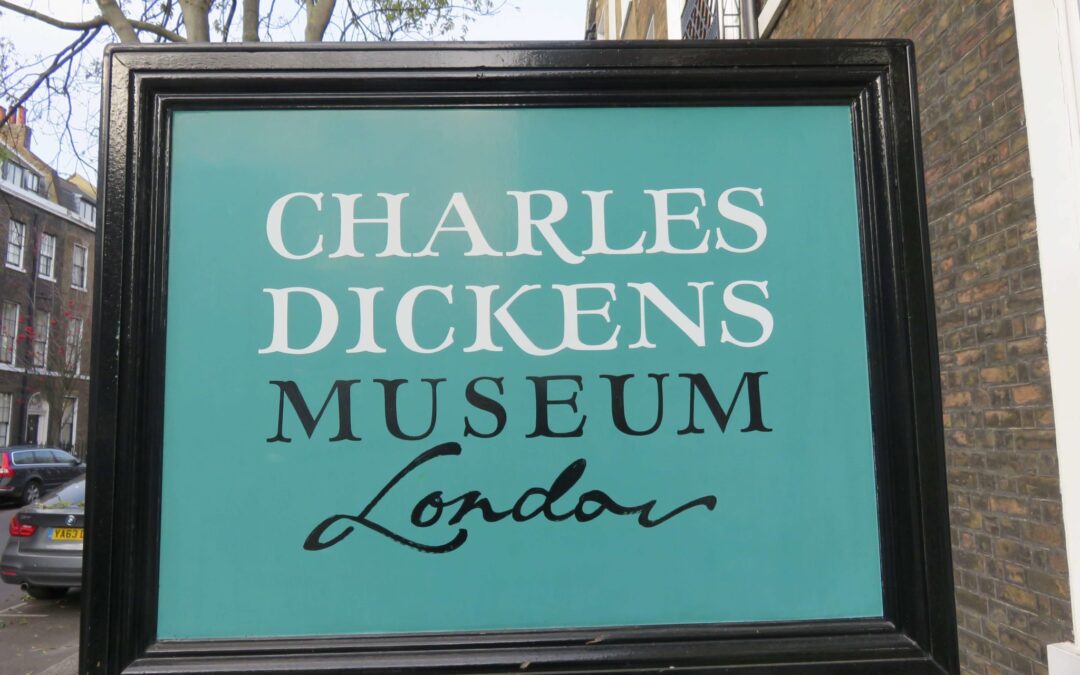 CHARLES
DICKENS
MUSEUM
London
YA63